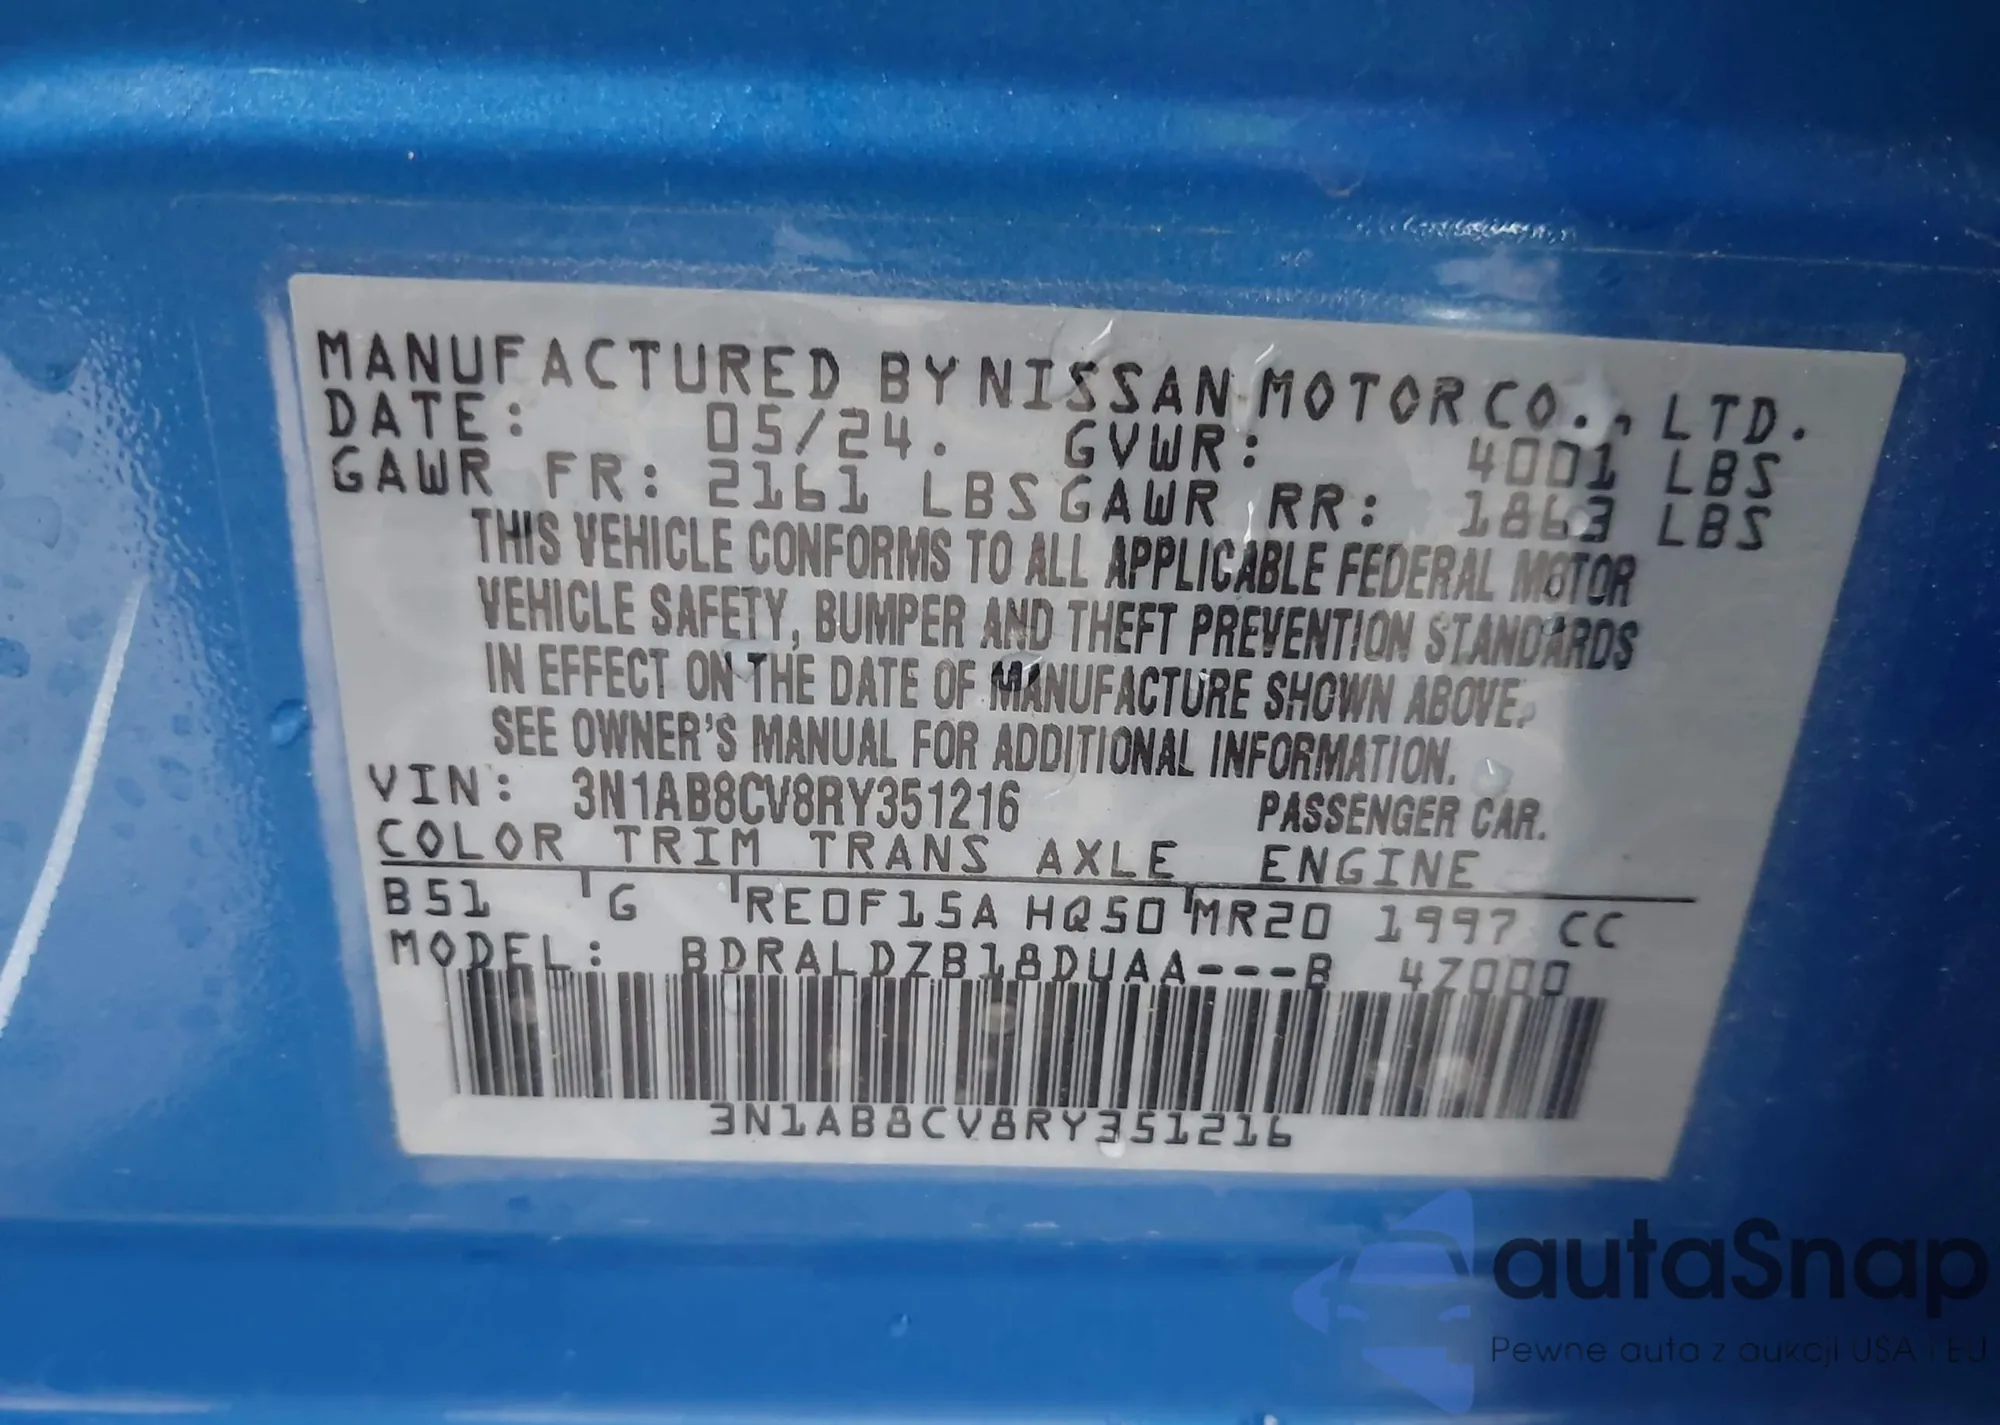 MANUFACTURED BY NISSAN MOTOR CO., LTD.
DATE: 05/24. GVWR: 4001 LBS
GAWR FR: 2161 LBS GAWR RR: 1863 LBS
THIS VEHICLE CONFORMS TO ALL APPLICABLE FEDERAL MOTOR
VEHICLE SAFETY, BUMPER AND THEFT PREVENTION STANDARDS
IN EFFECT ON THE DATE OF MANUFACTURE SHOWN ABOVE.
SEE OWNER'S MANUAL FOR ADDITIONAL INFORMATION.
VIN: 3N1AB8CV8RY351216 PASSENGER CAR.
COLOR TRIM TRANS AXLE ENGINE
B51 G RE0F15A HQ50 MR20 1997 CC
MODEL: BDRALDZB18DUAA---B 4Z000
3N1AB8CV8RY351216
autaSnap
Pewne auta z aukcji USA i EU